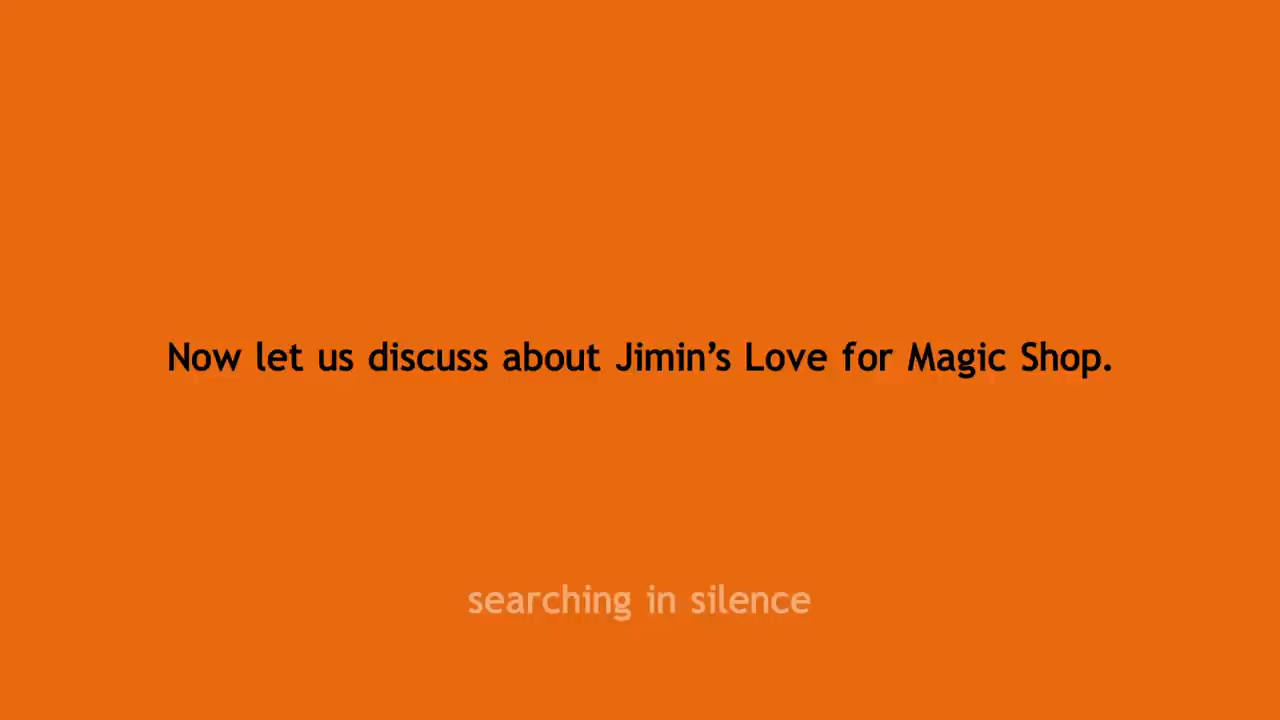 Now let us discuss about Jimin’s Love for Magic Shop.
searching in silence